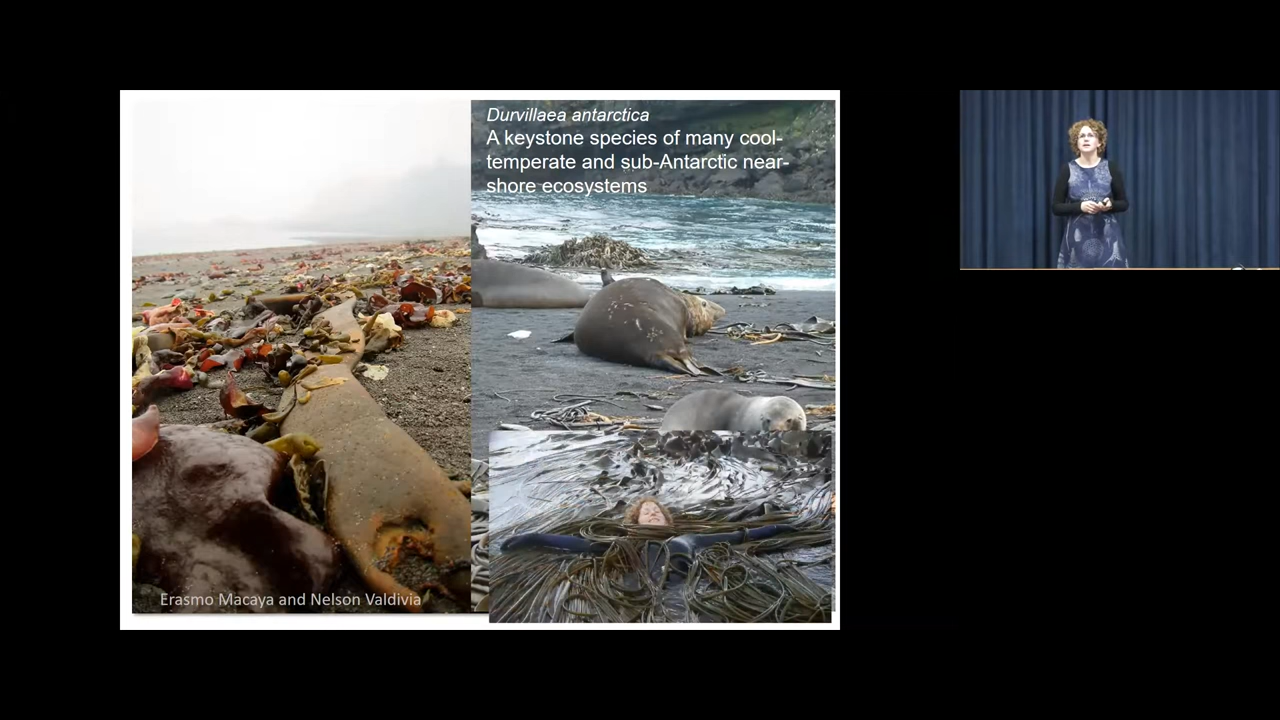 Durvillaea antarctica
A keystone species of many cool-
temperate and sub-Antarctic near-
shore ecosystems
Erasmo Macaya and Nelson Valdivia